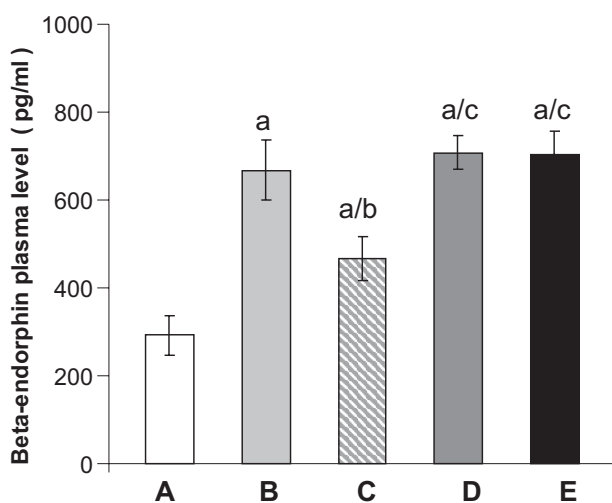 Beta-endorphin plasma level ( pg/ml )
1000
800
600
400
200
0
a
a/b
a/c
a/c
A B C D E